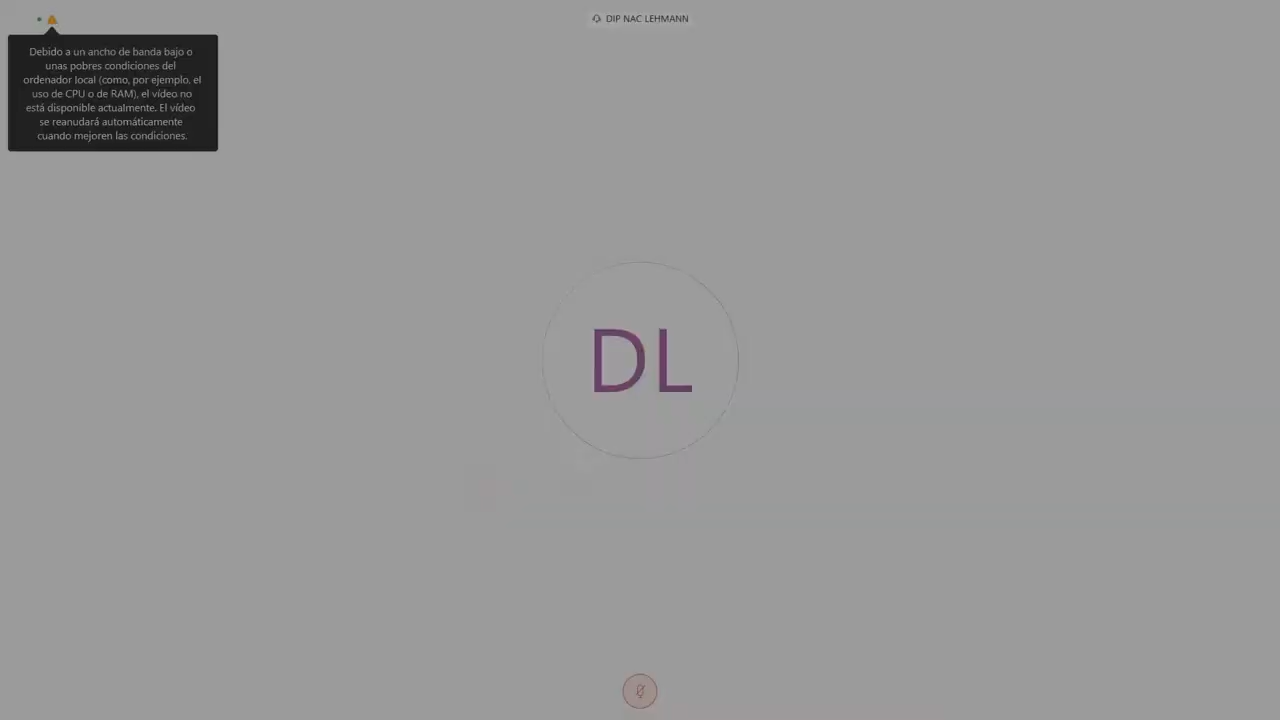 DIP NAC LEHMANN
Debido a un ancho de banda bajo o
unas pobres condiciones del
ordenador local (como, por ejemplo, el
uso de CPU o de RAM), el vídeo no
está disponible actualmente. El vídeo
se reanudará automáticamente
cuando mejoren las condiciones.
DL